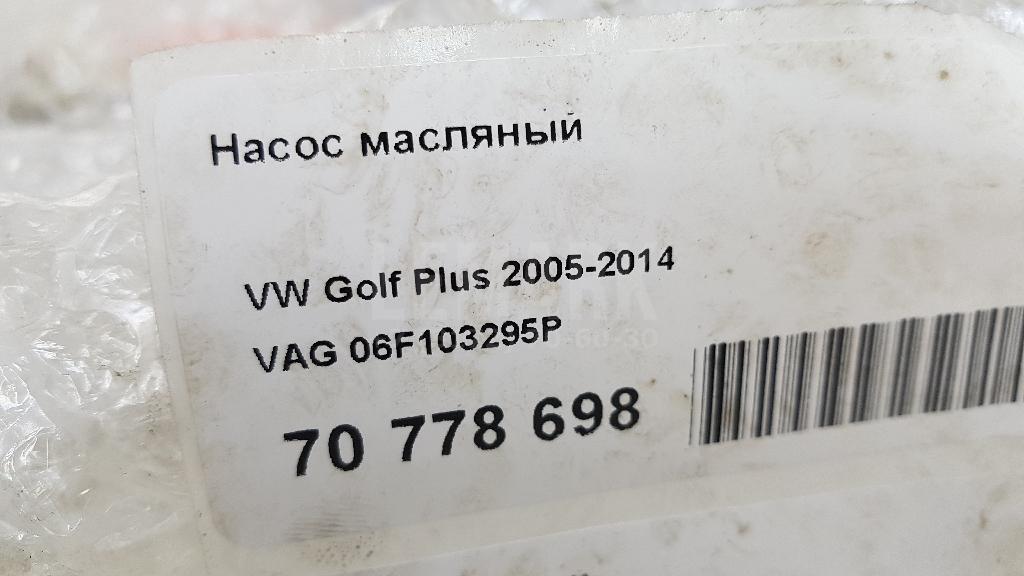 Насос масляный
VW Golf Plus 2005-2014
VAG 06F103295P
70 778 698